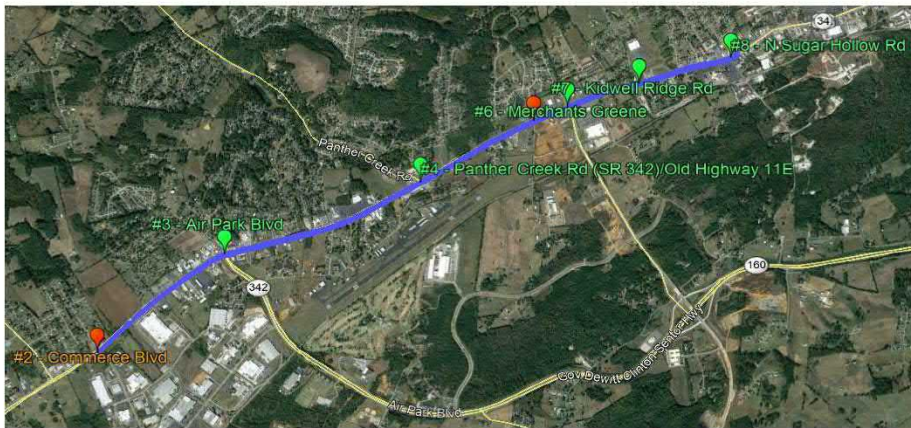 34
#8 - N Sugar Hollow Rd
- Kidwell Ridge Rd
#6 - Merchants Greene
Panther Creek Rd
#4 - Panther Creek Rd (SR 342)/Old Highway 11E
#3 - Air Park Blvd
160
342
#2 - Commerce Blvd
Gov Dewitt Clinton Senter Hwy
Air Park Blvd